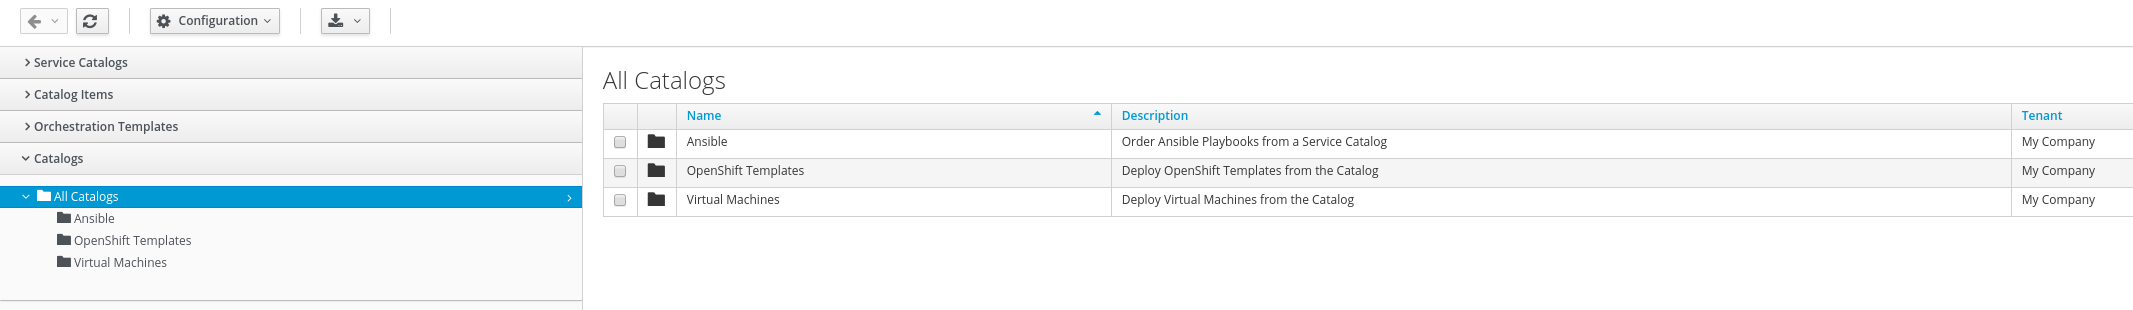 Configuration
Service Catalogs
Catalog Items
Orchestration Templates
Catalogs
All Catalogs
Ansible
OpenShift Templates
Virtual Machines
All Catalogs
Name Description Tenant
Ansible Order Ansible Playbooks from a Service Catalog My Company
OpenShift Templates Deploy OpenShift Templates from the Catalog My Company
Virtual Machines Deploy Virtual Machines from the Catalog My Company